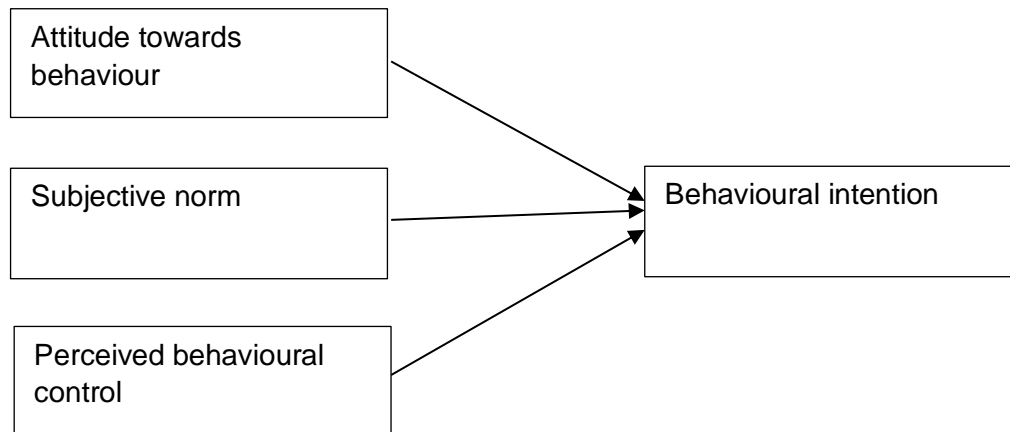 Attitude towards
behaviour
Subjective norm
Behavioural intention
Perceived behavioural
control